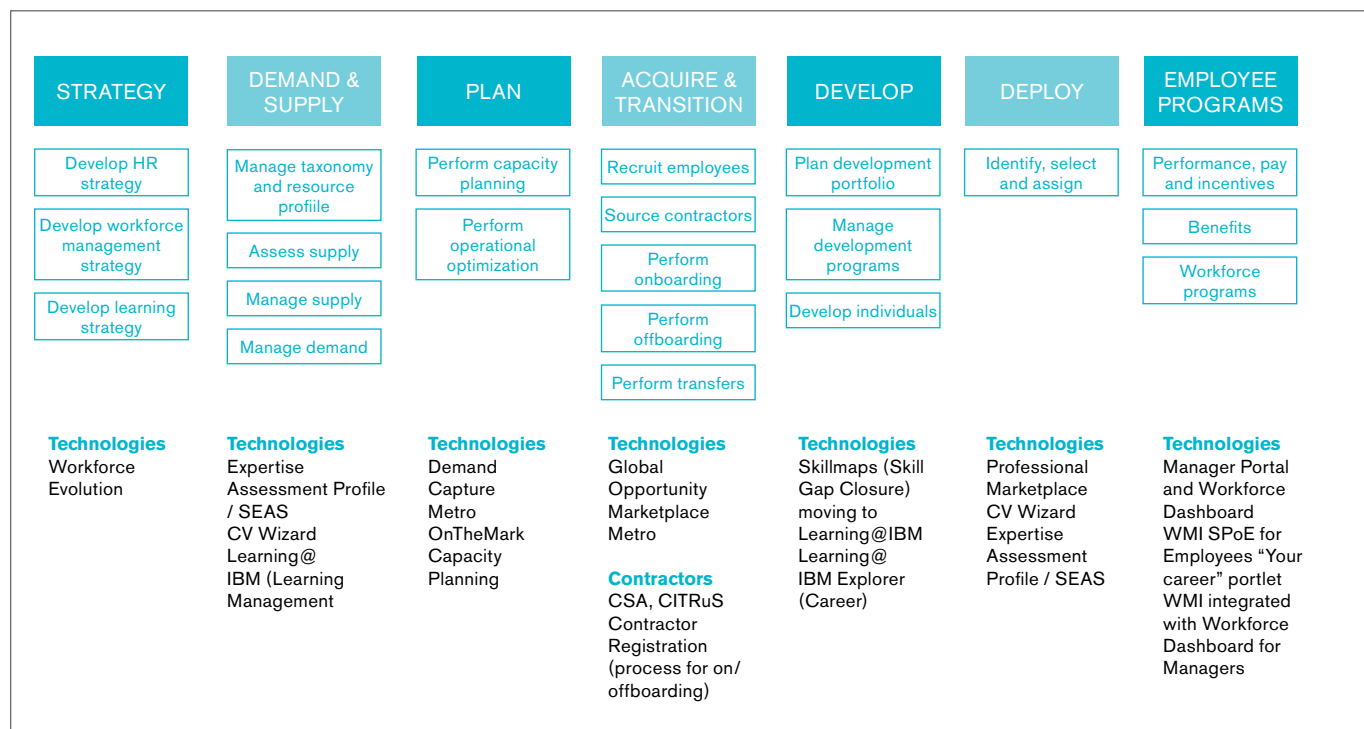 STRATEGY
Develop HR
strategy
Develop workforce
management
strategy
Develop learning
strategy
Technologies
Workforce
Evolution
DEMAND &
SUPPLY
Manage taxonomy
and resource
profiile
Assess supply
Manage supply
Manage demand
Technologies
Expertise
Assessment Profile
/ SEAS
CV Wizard
Learning@
IBM (Learning
Management
PLAN
Perform capacity
planning
Perform
operational
optimization
Technologies
Demand
Capture
Metro
OnTheMark
Capacity
Planning
ACQUIRE &
TRANSITION
Recruit employees
Source contractors
Perform
onboarding
Perform
offboarding
Perform transfers
Technologies
Global
Opportunity
Marketplace
Metro
Contractors
CSA, CITRuS
Contractor
Registration
(process for on/
offboarding)
DEVELOP
Plan development
portfolio
Manage
development
programs
Develop individuals
Technologies
Skillmaps (Skill
Gap Closure)
moving to
Learning@IBM
Learning@
IBM Explorer
(Career)
DEPLOY
Identify, select
and assign
Technologies
Professional
Marketplace
CV Wizard
Expertise
Assessment
Profile / SEAS
EMPLOYEE
PROGRAMS
Performance, pay
and incentives
Benefits
Workforce
programs
Technologies
Manager Portal
and Workforce
Dashboard
WMI SPoE for
Employees “Your
career” portlet
WMI integrated
with Workforce
Dashboard for
Managers